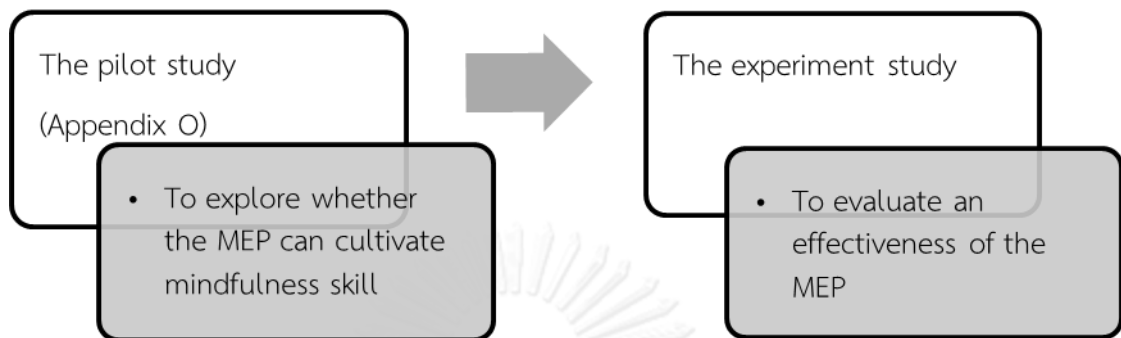 The pilot study
(Appendix O)
• To explore whether
the MEP can cultivate
mindfulness skill
The experiment study
• To evaluate an
effectiveness of the
MEP